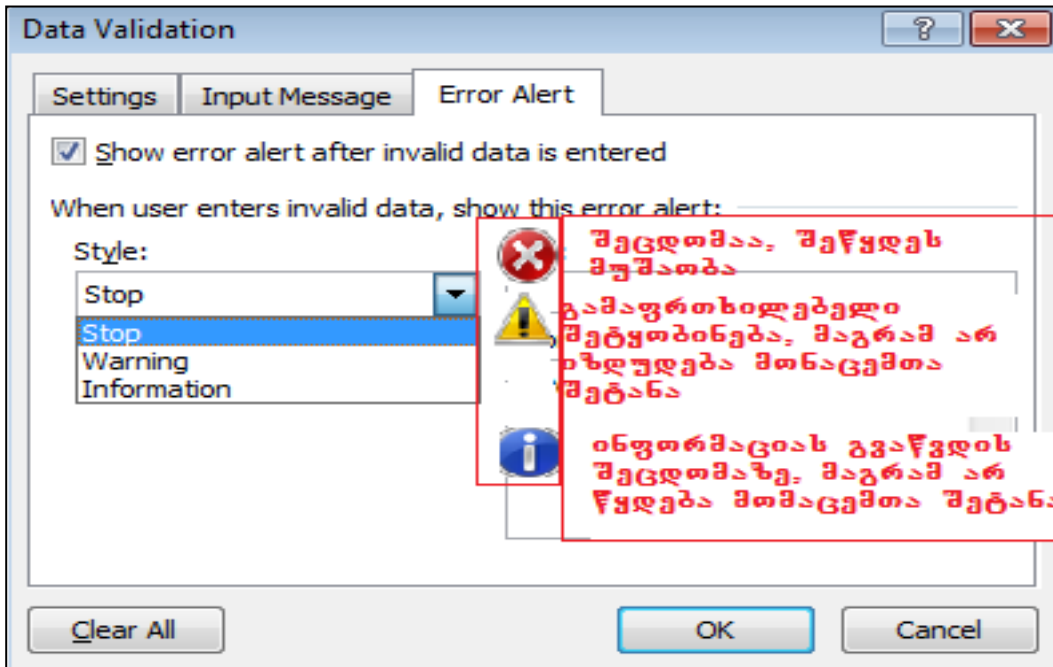 Data Validation
Settings
Input Message
Error Alert
Show error alert after invalid data is entered
When user enters invalid data, show this error alert:
Style:
Stop
Stop
Warning
Information
შეცდომაა, შეწყდეს
მუშაობა
გამაფრთხილებელი
შეტყობინება, მაგრამ არ
იზღუდება მონაცემთა
შეტანა
ინფორმაციას გვაწვდის
შეცდომაზე, მაგრამ არ
წყდება მომაცემთა შეტანა
Clear All
OK
Cancel